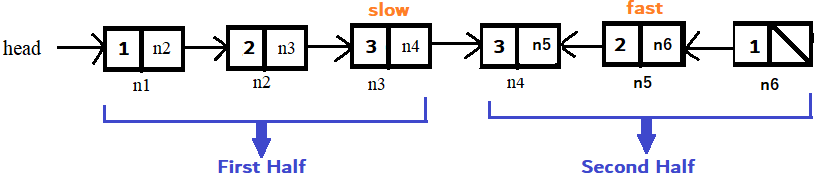 slow fast
head 1 n2 2 n3 3 n4 3 n5 2 n6 1
n1 n2 n3 n4 n5 n6
First Half Second Half